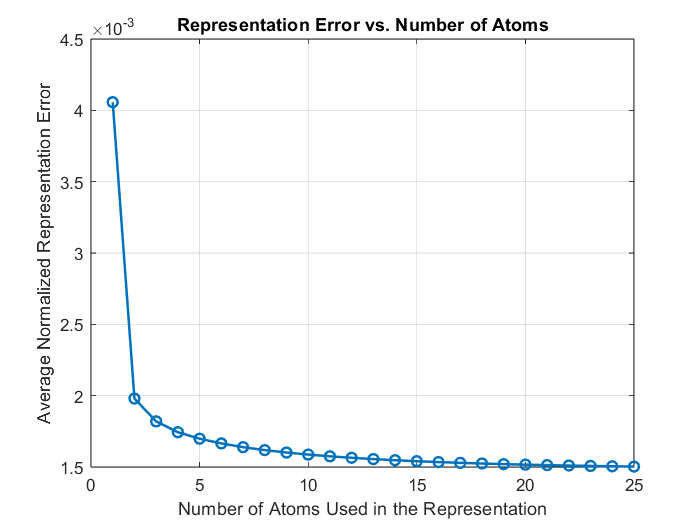 Representation Error vs. Number of Atoms
×10-3
4.5
4
3.5
3
2.5
2
1.5
Average Normalized Representation Error
0 5 10 15 20 25
Number of Atoms Used in the Representation